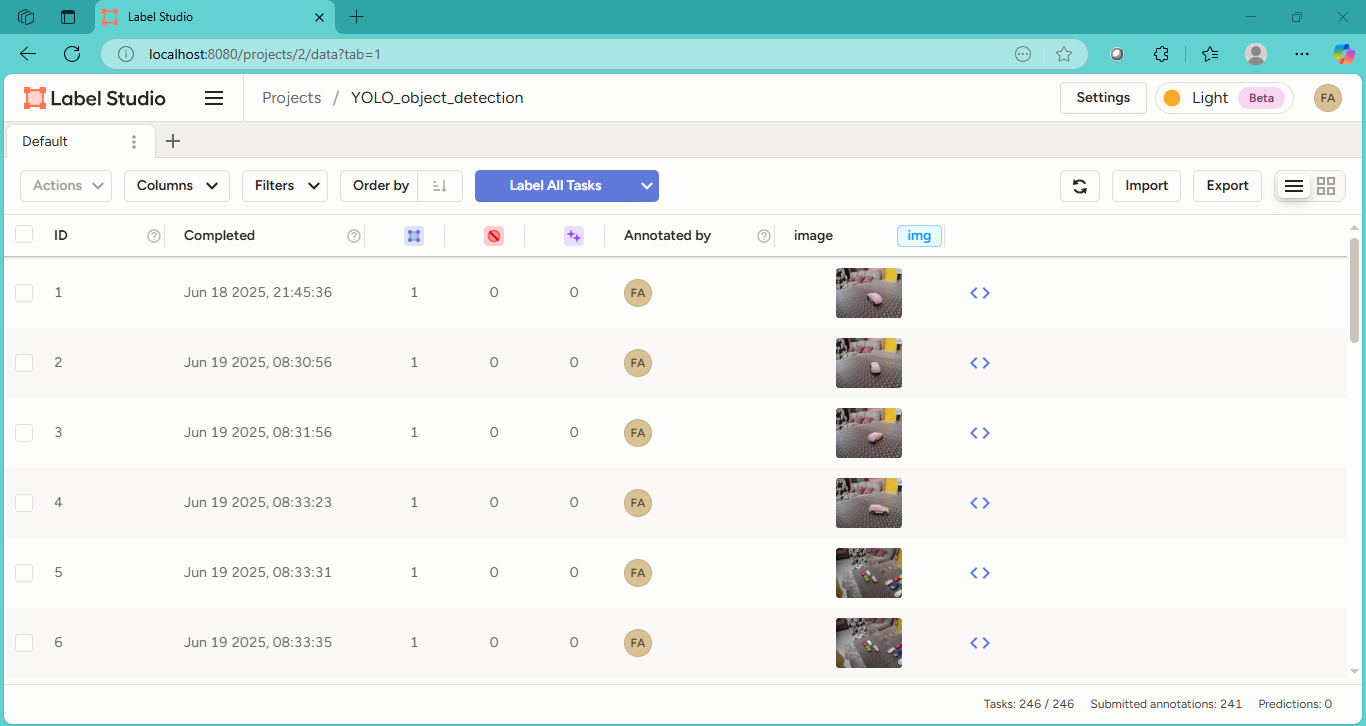 Label Studio
localhost:8080/projects/2/data?tab=1
Label Studio
Projects / YOLO_object_detection
Settings
Light
Beta
FA
Default
Actions
Columns
Filters
Order by
Label All Tasks
Import
Export
ID
Completed
Annotated by
image
img
1 Jun 18 2025, 21:45:36 1 0 0 FA
2 Jun 19 2025, 08:30:56 1 0 0 FA
3 Jun 19 2025, 08:31:56 1 0 0 FA
4 Jun 19 2025, 08:33:23 1 0 0 FA
5 Jun 19 2025, 08:33:31 1 0 0 FA
6 Jun 19 2025, 08:33:35 1 0 0 FA
Tasks: 246 / 246 Submitted annotations: 241 Predictions: 0